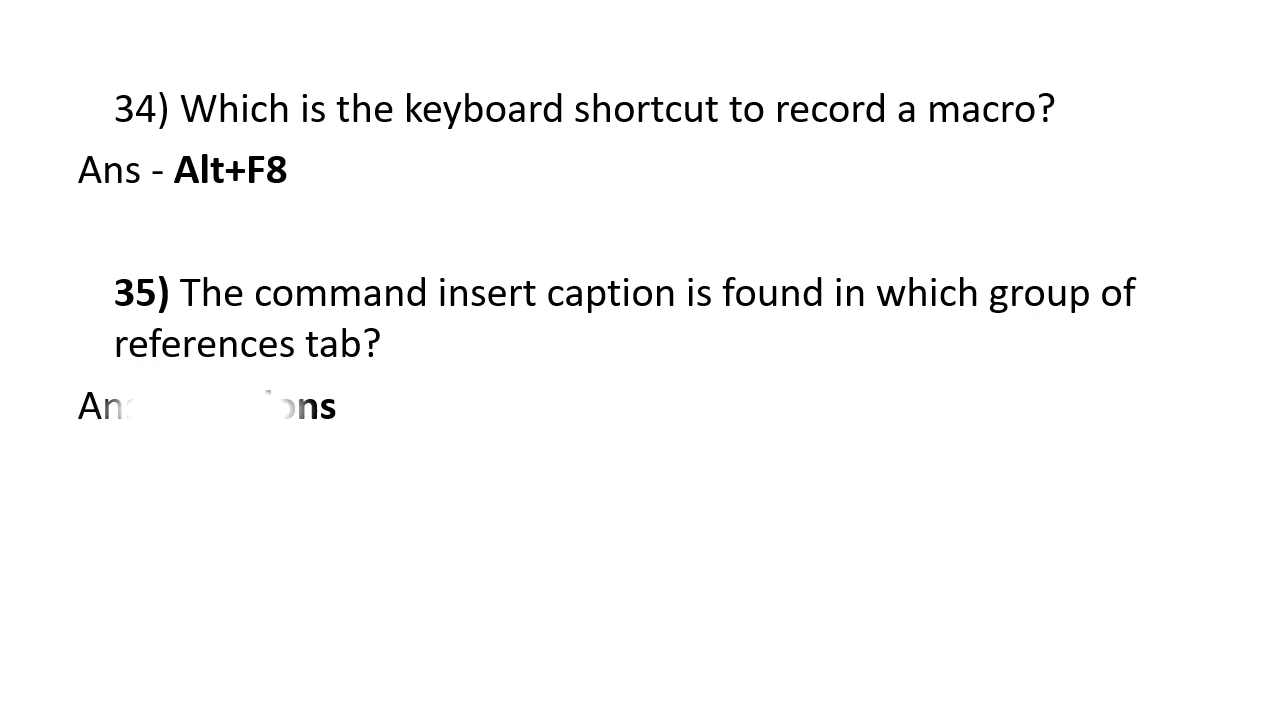 34) Which is the keyboard shortcut to record a macro?
Ans - Alt+F8
35) The command insert caption is found in which group of
references tab?